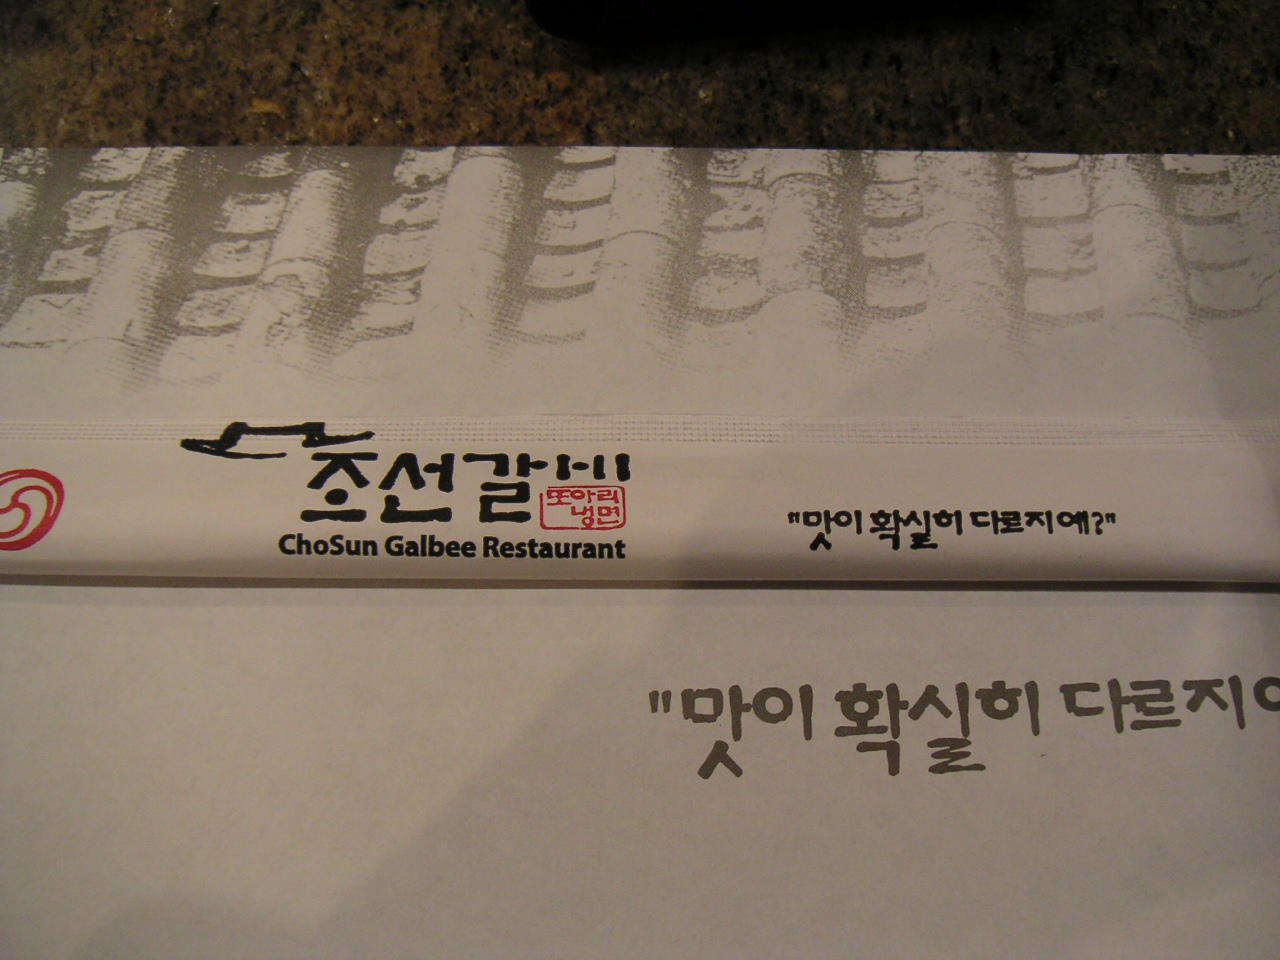 조선갈비
또아리
냉면
ChoSun Galbee Restaurant
"맛이 확실히 다르지예?"
"맛이 확실히 다르지